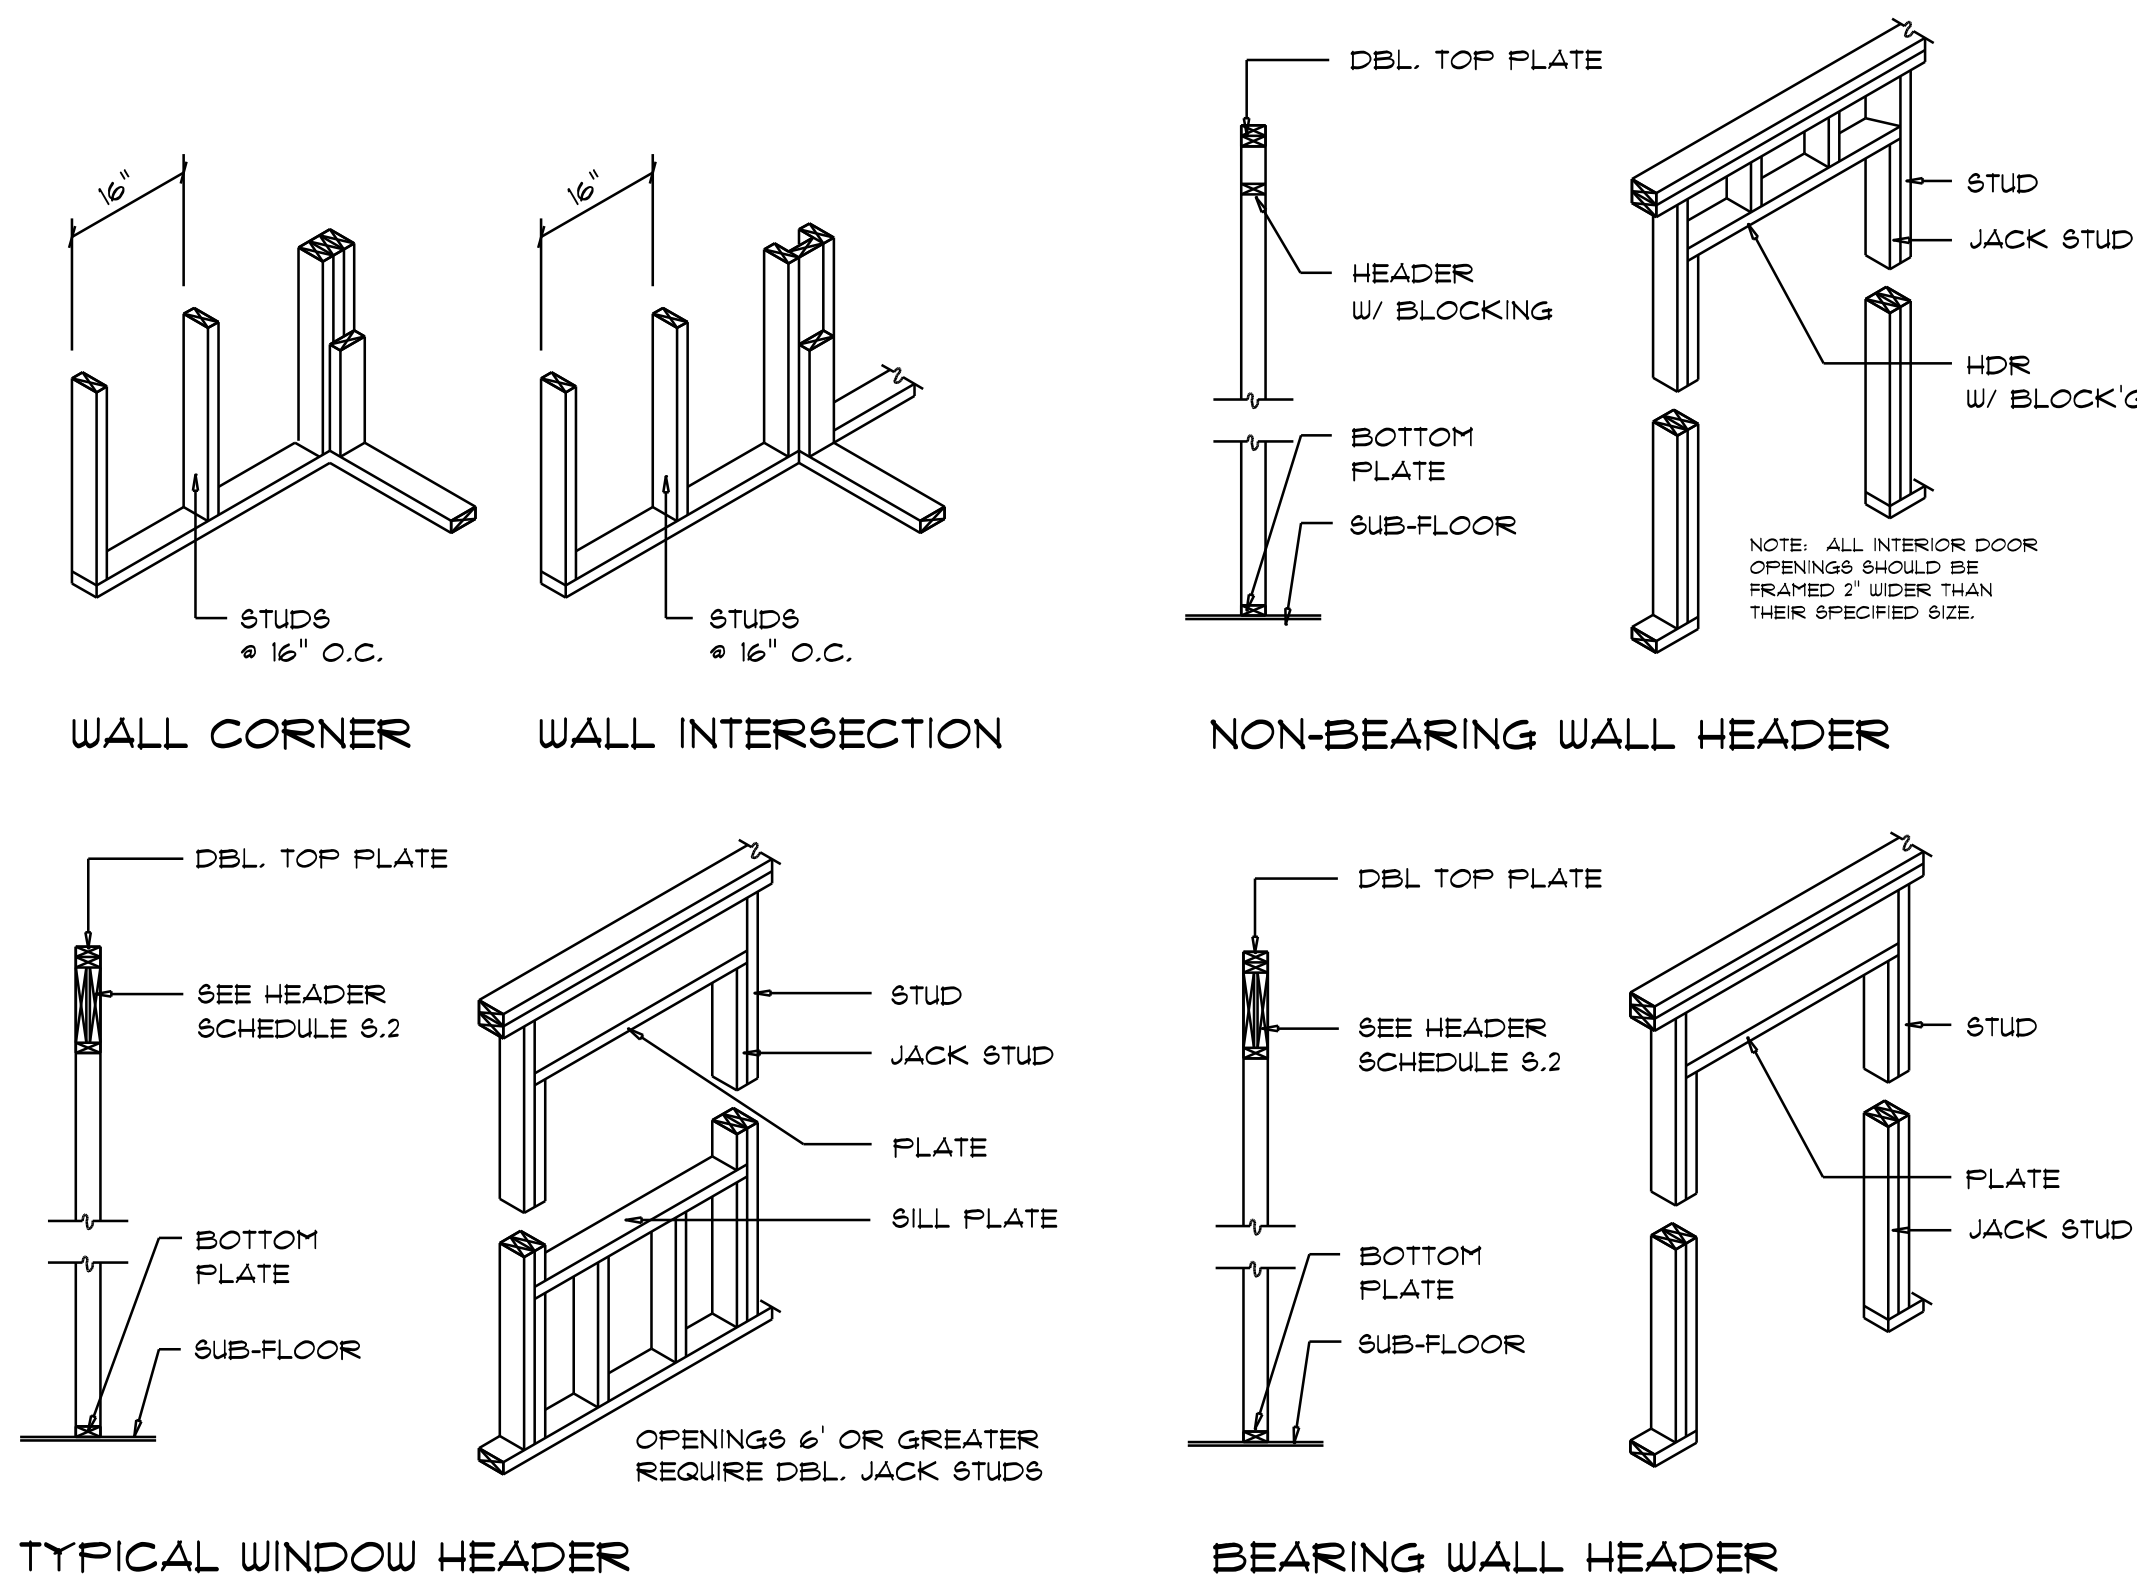 16"
STUDS
@ 16" O.C.
WALL CORNER
16"
STUDS
@ 16" O.C.
WALL INTERSECTION
DBL. TOP PLATE
HEADER
W/ BLOCKING
BOTTOM
PLATE
SUB-FLOOR
STUD
JACK STUD
HDR
W/ BLOCK'G
NOTE: ALL INTERIOR DOOR
OPENINGS SHOULD BE
FRAMED 2" WIDER THAN
THEIR SPECIFIED SIZE.
NON-BEARING WALL HEADER
DBL. TOP PLATE
SEE HEADER
SCHEDULE S.2
BOTTOM
PLATE
SUB-FLOOR
STUD
JACK STUD
PLATE
SILL PLATE
OPENINGS 6' OR GREATER
REQUIRE DBL. JACK STUDS
TYPICAL WINDOW HEADER
DBL TOP PLATE
SEE HEADER
SCHEDULE S.2
BOTTOM
PLATE
SUB-FLOOR
STUD
PLATE
JACK STUD
BEARING WALL HEADER